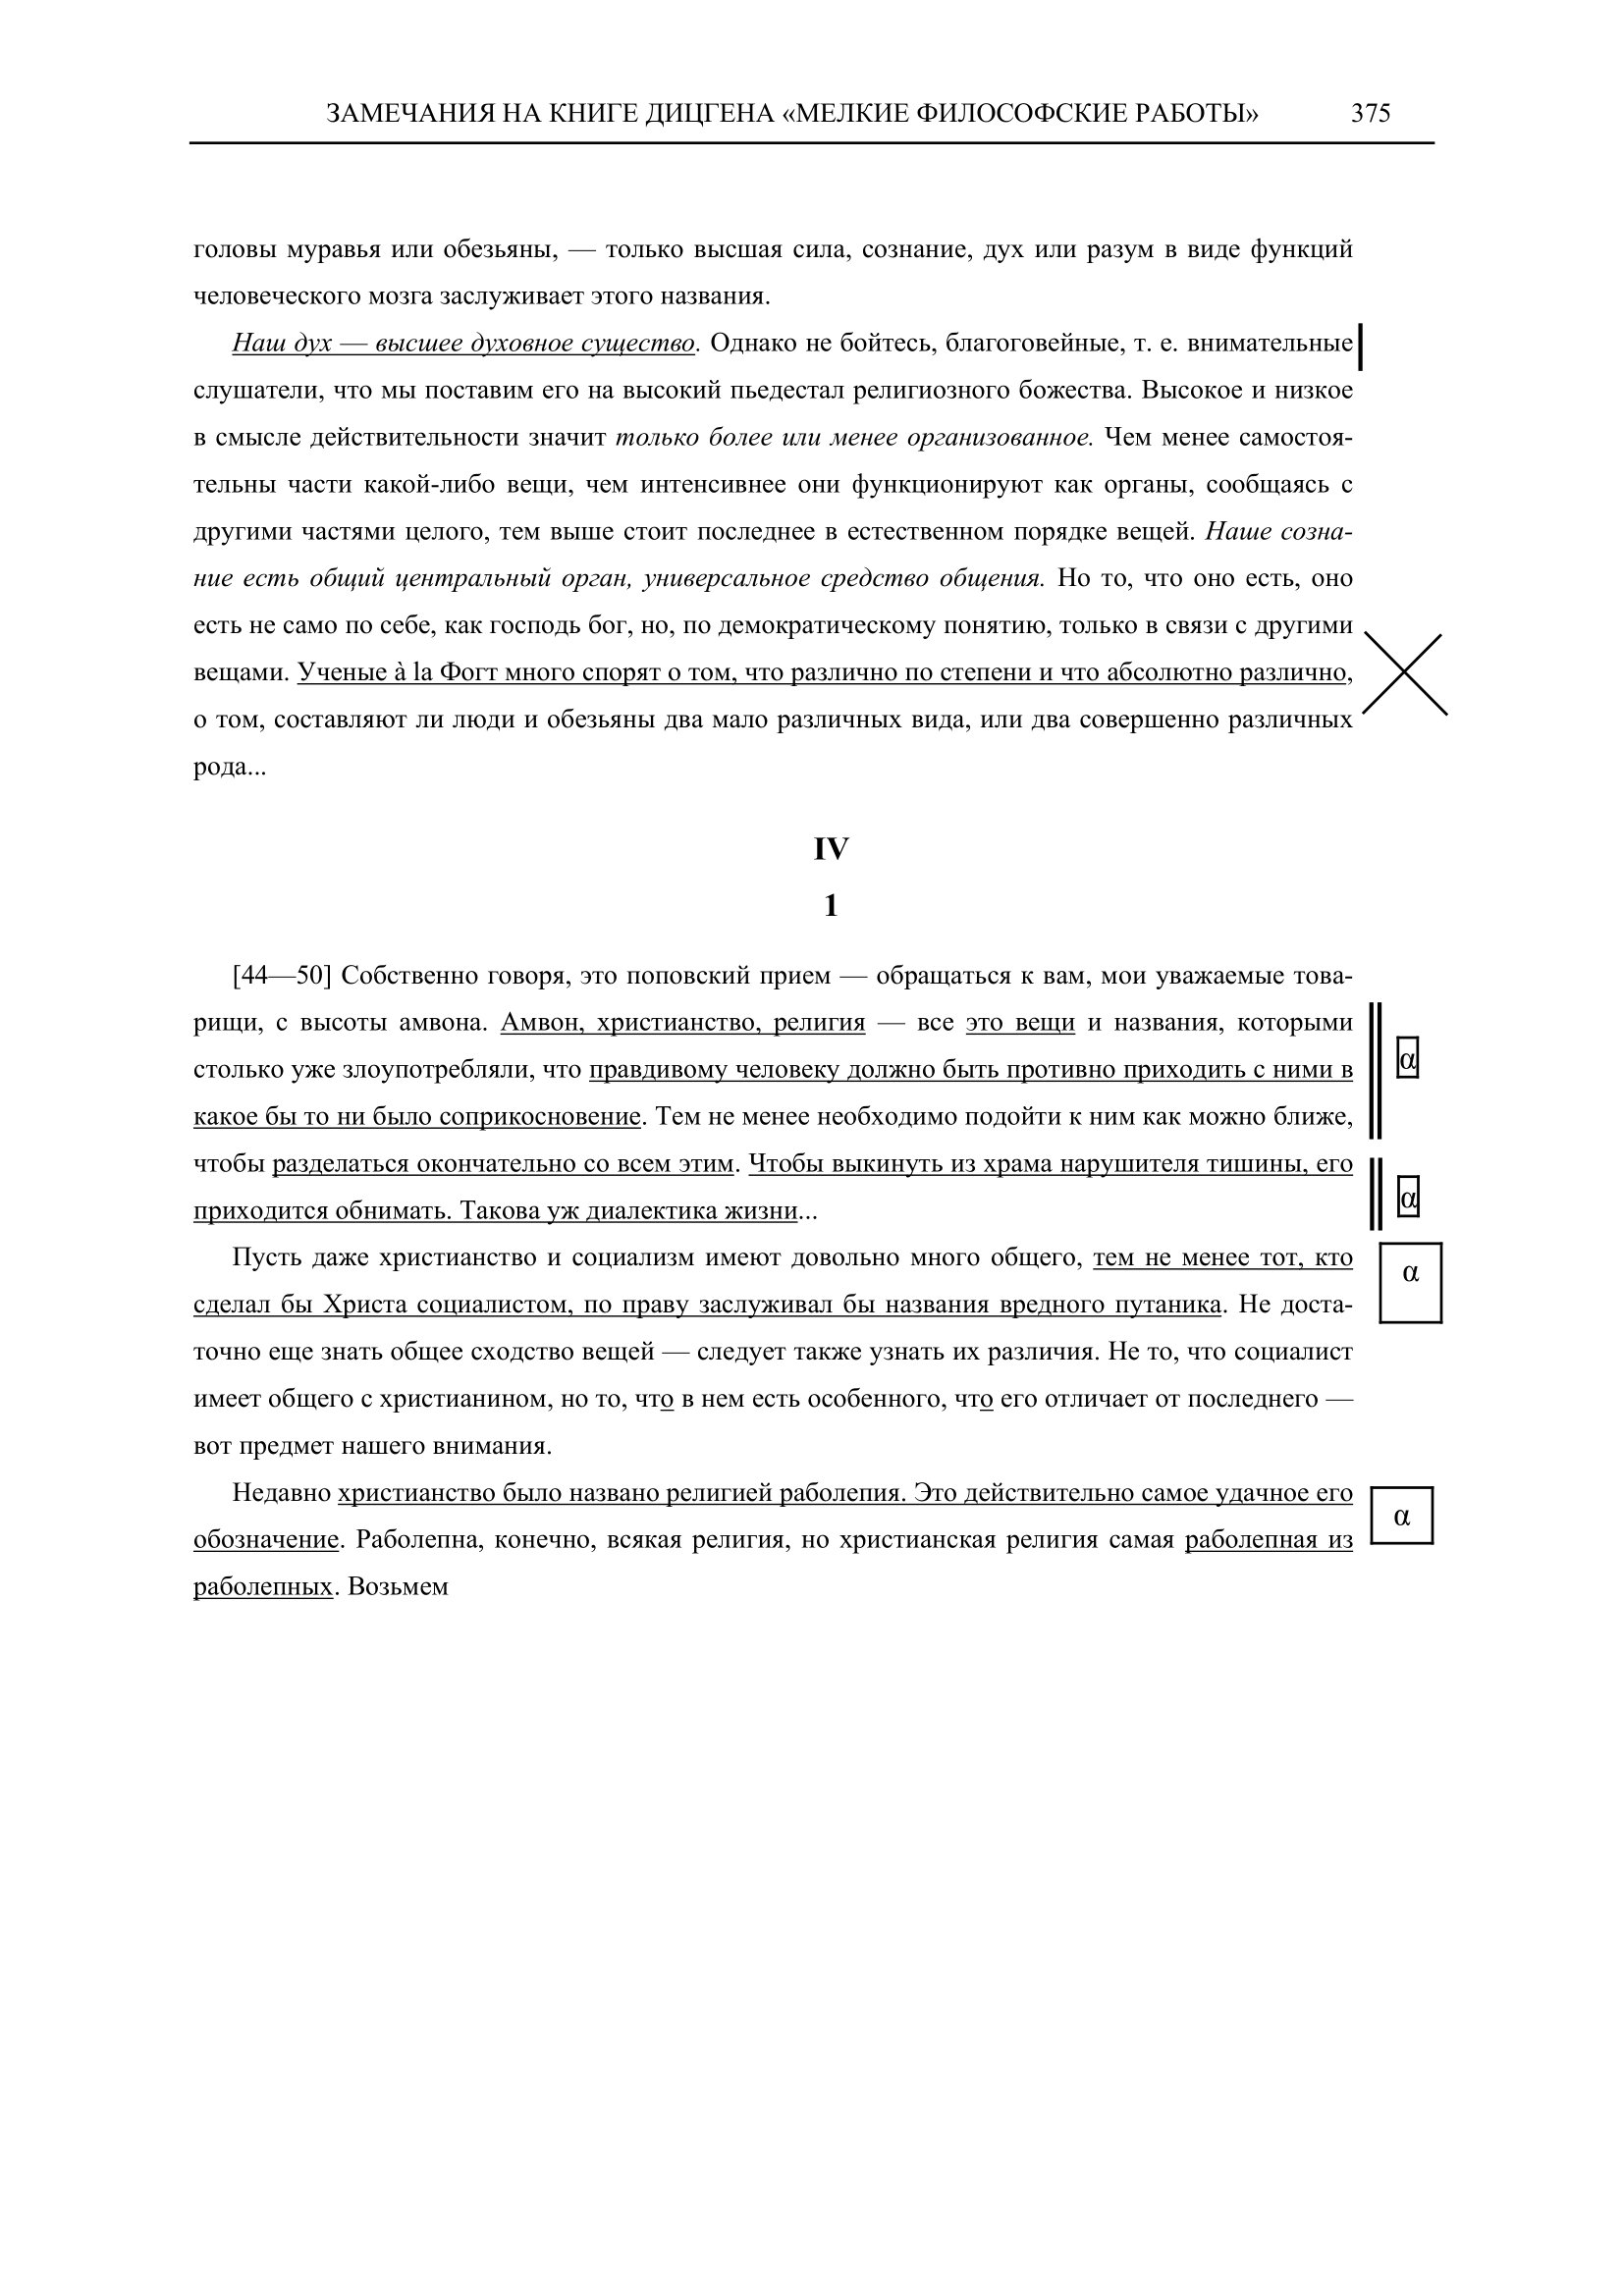 ЗАМЕЧАНИЯ НА КНИГЕ ДИЦГЕНА «МЕЛКИЕ ФИЛОСОФСКИЕ РАБОТЫ» 375
головы муравья или обезьяны, — только высшая сила, сознание, дух или разум в виде функций
человеческого мозга заслуживает этого названия.
Наш дух — высшее духовное существо. Однако не бойтесь, благоговейные, т. е. внимательные
слушатели, что мы поставим его на высокий пьедестал религиозного божества. Высокое и низкое
в смысле действительности значит только более или менее организованное. Чем менее самостоя-
тельны части какой-либо вещи, чем интенсивнее они функционируют как органы, сообщаясь с
другими частями целого, тем выше стоит последнее в естественном порядке вещей. Наше созна-
ние есть общий центральный орган, универсальное средство общения. Но то, что оно есть, оно
есть не само по себе, как господь бог, но, по демократическому понятию, только в связи с другими
вещами. Ученые à la Фогт много спорят о том, что различно по степени и что абсолютно различно,
о том, составляют ли люди и обезьяны два мало различных вида, или два совершенно различных
рода...
IV
1
[44—50] Собственно говоря, это поповский прием — обращаться к вам, мои уважаемые това-
рищи, с высоты амвона. Амвон, христианство, религия — все это вещи и названия, которыми
столько уже злоупотребляли, что правдивому человеку должно быть противно приходить с ними в
α
какое бы то ни было соприкосновение. Тем не менее необходимо подойти к ним как можно ближе,
чтобы разделаться окончательно со всем этим. Чтобы выкинуть из храма нарушителя тишины, его
α
приходится обнимать. Такова уж диалектика жизни...
Пусть даже христианство и социализм имеют довольно много общего, тем не менее тот, кто
α
сделал бы Христа социалистом, по праву заслуживал бы названия вредного путаника. Не доста-
точно еще знать общее сходство вещей — следует также узнать их различия. Не то, что социалист
имеет общего с христианином, но то, что в нем есть особенного, что его отличает от последнего —
вот предмет нашего внимания.
Недавно христианство было названо религией раболепия. Это действительно самое удачное его
α
обозначение. Раболепна, конечно, всякая религия, но христианская религия самая раболепная из
раболепных. Возьмем